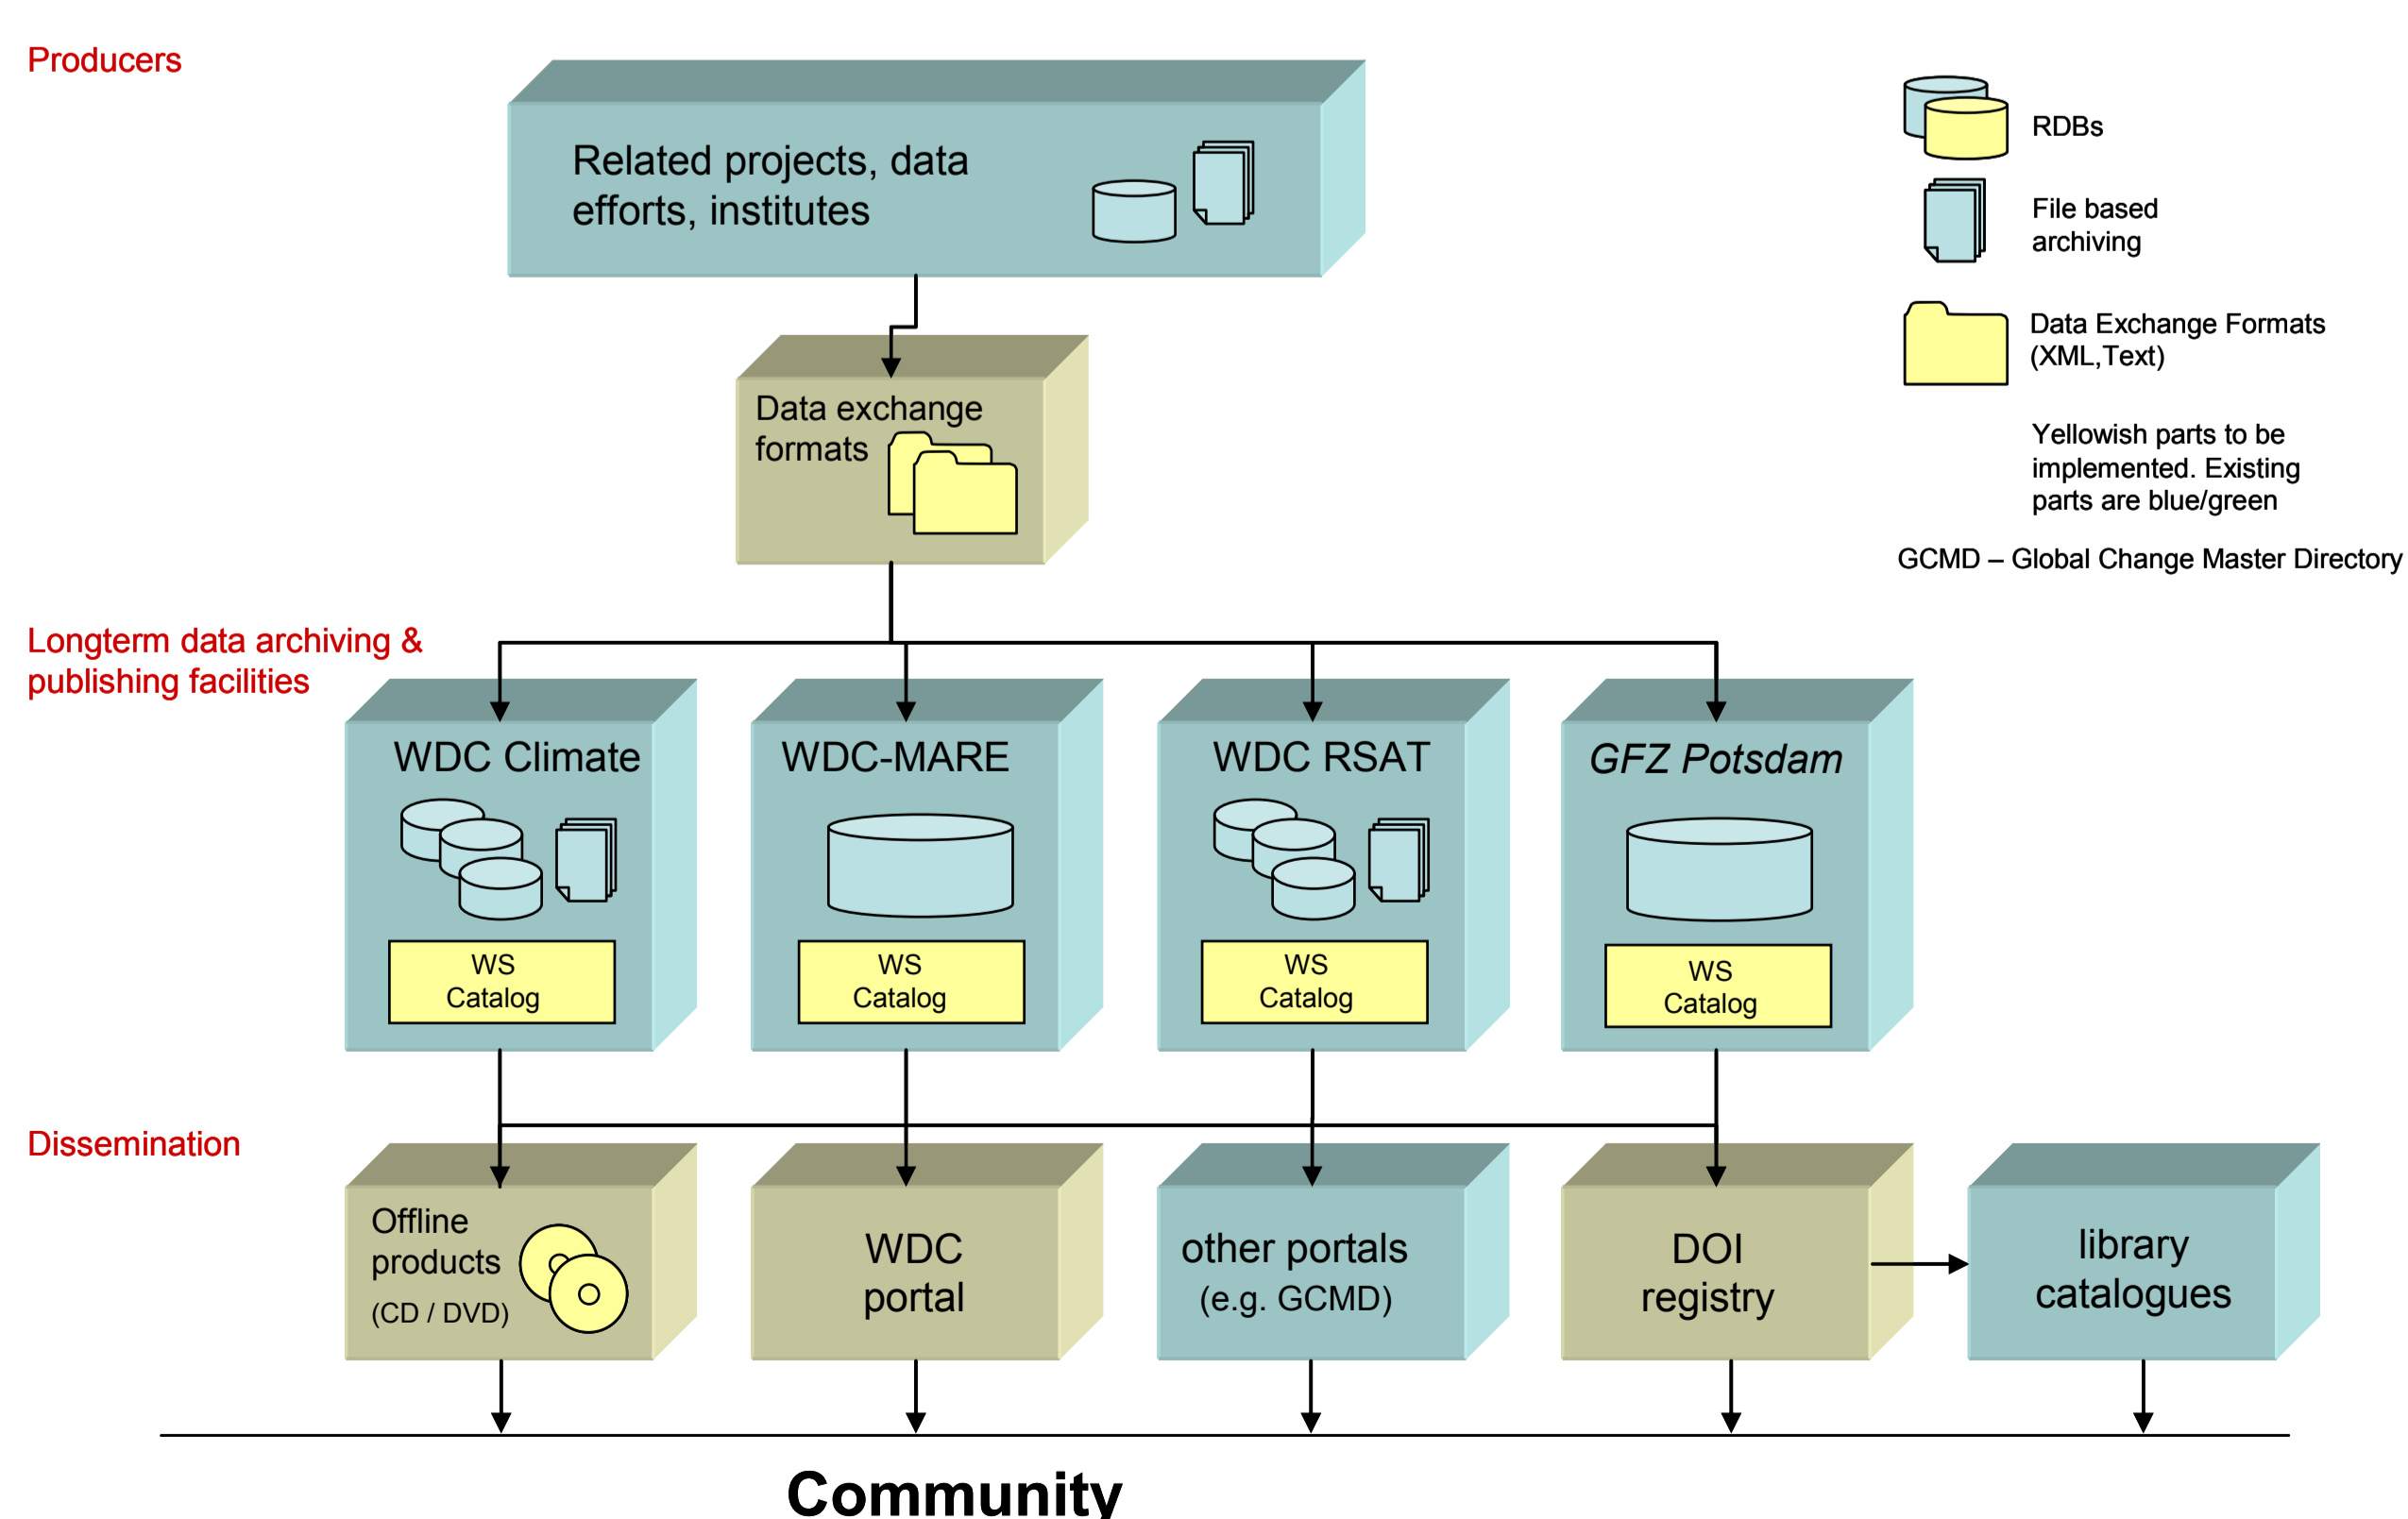 Producers
Related projects, data
efforts, institutes
RDBs
File based
archiving
Data Exchange Formats
(XML,Text)
Yellowish parts to be
implemented. Existing
parts are blue/green
GCMD – Global Change Master Directory
Data exchange
formats
Longterm data archiving &
publishing facilities
WDC Climate
WS
Catalog
WDC-MARE
WS
Catalog
WDC RSAT
WS
Catalog
GFZ Potsdam
WS
Catalog
Dissemination
Offline
products
(CD / DVD)
WDC
portal
other portals
(e.g. GCMD)
DOI
registry
library
catalogues
Community